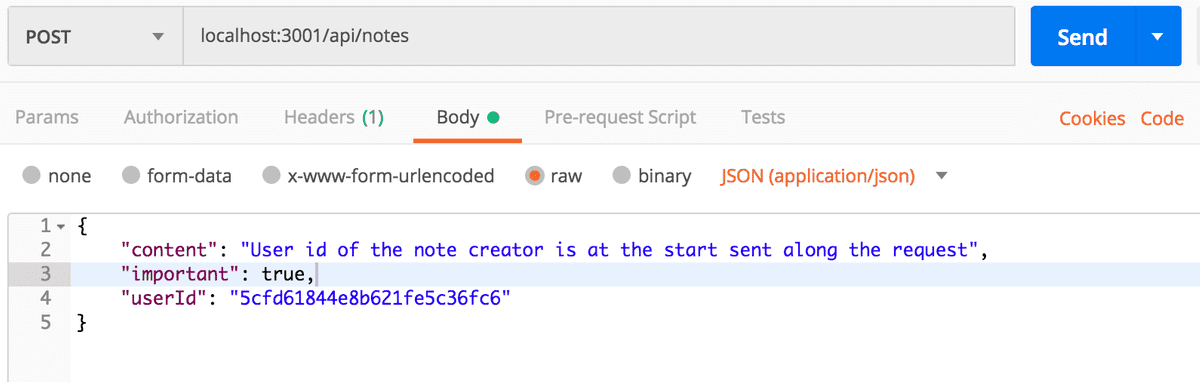 POST localhost:3001/api/notes Send
Params Authorization Headers (1) Body Pre-request Script Tests Cookies Code
none form-data x-www-form-urlencoded raw binary JSON (application/json)
1 {
2 "content": "User id of the note creator is at the start sent along the request",
3 "important": true,
4 "userId": "5cfd61844e8b621fe5c36fc6"
5 }